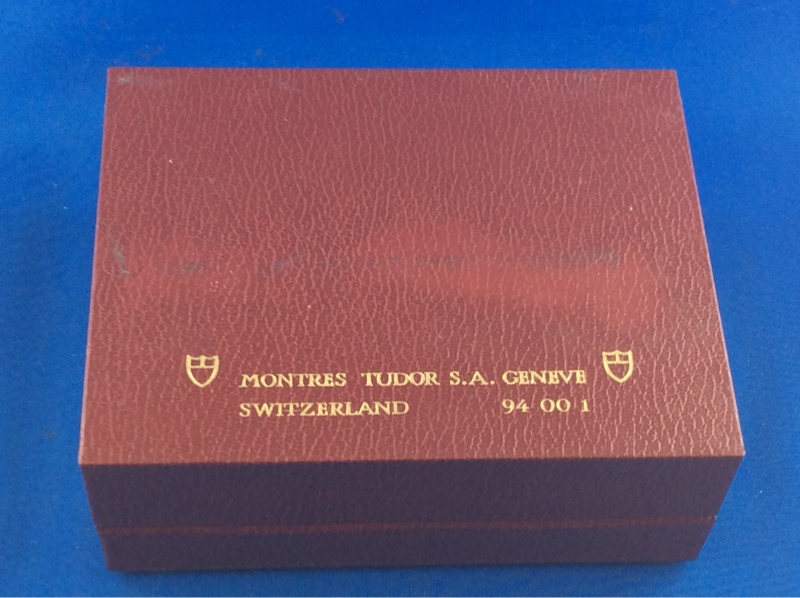 MONTRES TUDOR S.A. GENEVE
SWITZERLAND 94 00 1